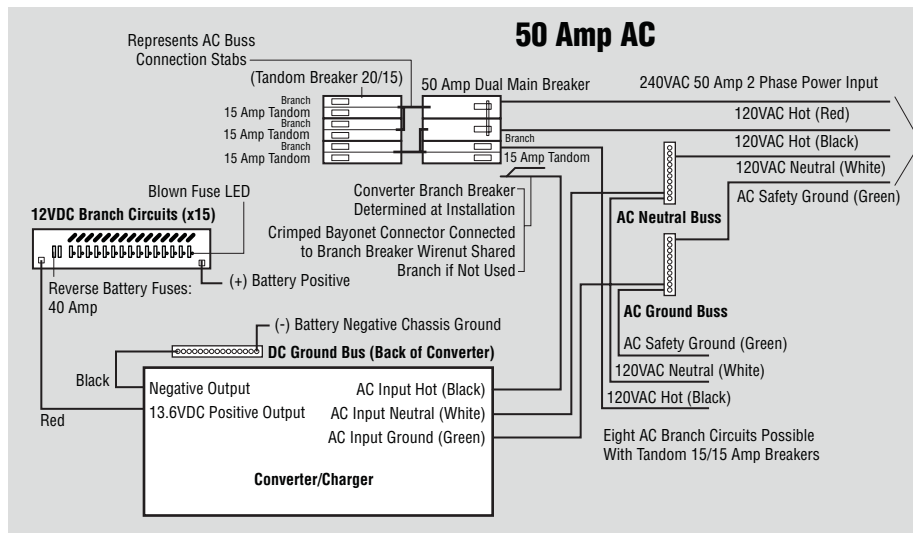 50 Amp AC
Represents AC Buss
Connection Stabs
(Tandom Breaker 20/15)
50 Amp Dual Main Breaker
240VAC 50 Amp 2 Phase Power Input
Branch
15 Amp Tandom
Branch
15 Amp Tandom
Branch
15 Amp Tandom
Branch
15 Amp Tandom
120VAC Hot (Red)
120VAC Hot (Black)
120VAC Neutral (White)
AC Safety Ground (Green)
Blown Fuse LED
12VDC Branch Circuits (x15)
Converter Branch Breaker
Determined at Installation
Crimped Bayonet Connector Connected
to Branch Breaker Wirenut Shared
Branch if Not Used
AC Neutral Buss
(+) Battery Positive
Reverse Battery Fuses:
40 Amp
AC Ground Buss
(-) Battery Negative Chassis Ground
DC Ground Bus (Back of Converter)
AC Safety Ground (Green)
120VAC Neutral (White)
120VAC Hot (Black)
Black
Red
Negative Output
13.6VDC Positive Output
AC Input Hot (Black)
AC Input Neutral (White)
AC Input Ground (Green)
Converter/Charger
Eight AC Branch Circuits Possible
With Tandom 15/15 Amp Breakers